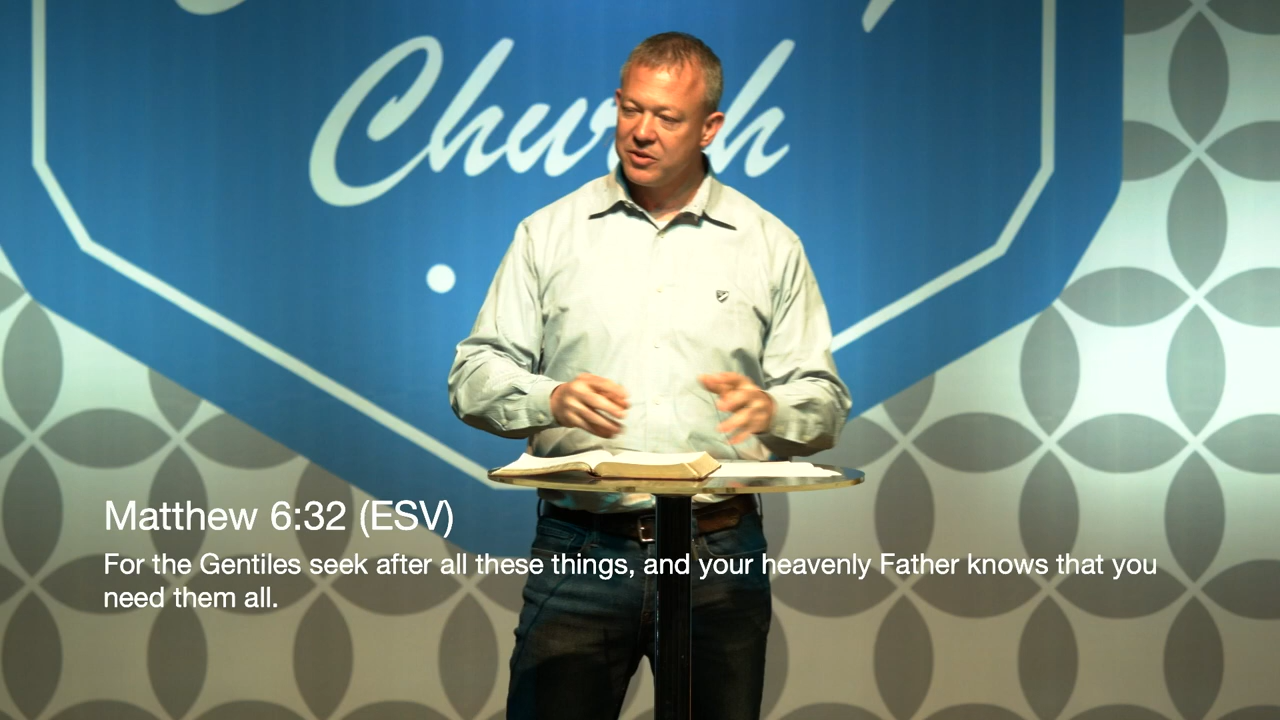 Church
Matthew 6:32 (ESV)
For the Gentiles seek after all these things, and your heavenly Father knows that you
need them all.